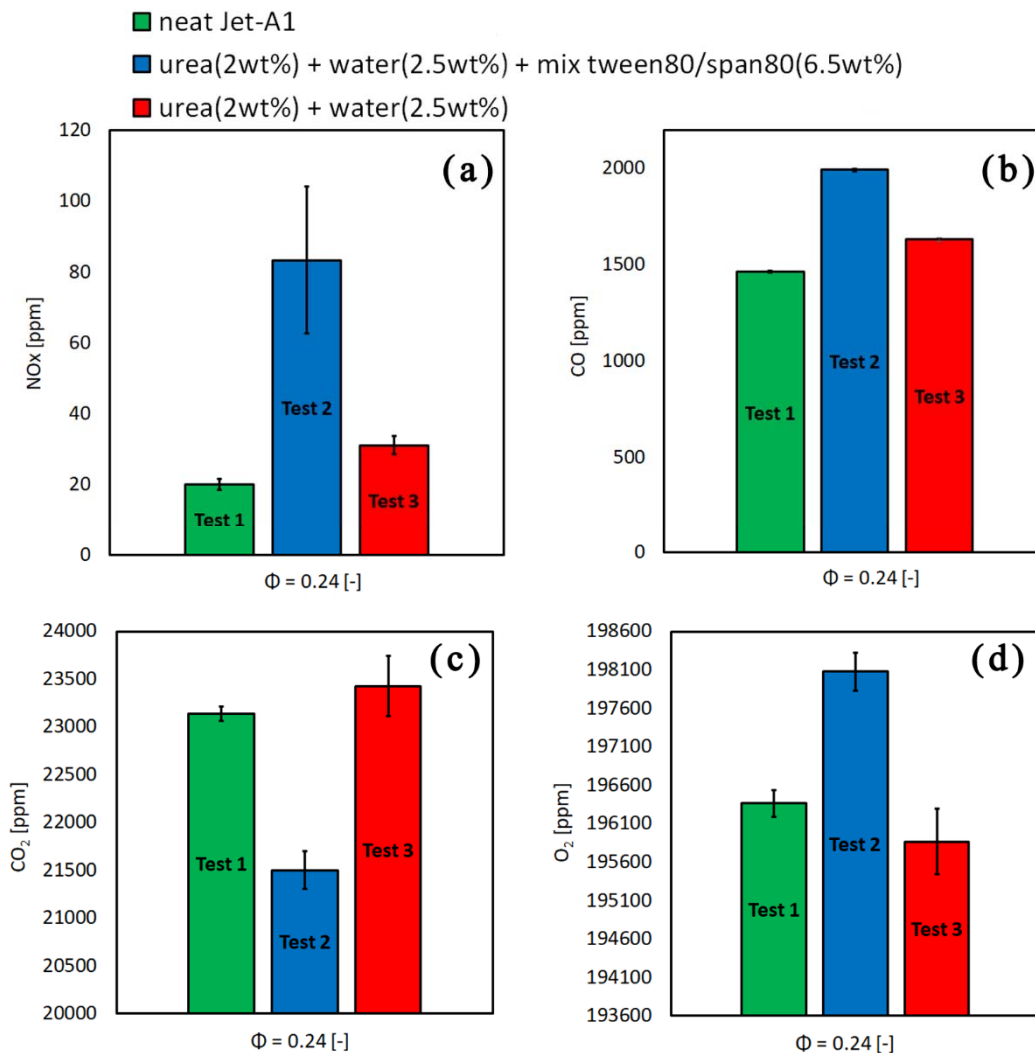 neat Jet-A1
urea(2wt%) + water(2.5wt%) + mix tween80/span80(6.5wt%)
urea(2wt%) + water(2.5wt%)
(a)
120
100
80
60
40
20
0
NOx [ppm]
Test 1
Test 2
Test 3
Φ = 0.24 [-]
(b)
2000
1500
1000
500
0
CO [ppm]
Test 1
Test 2
Test 3
Φ = 0.24 [-]
(c)
24000
23500
23000
22500
22000
21500
21000
20500
20000
CO₂ [ppm]
Test 1
Test 2
Test 3
Φ = 0.24 [-]
(d)
198600
198100
197600
197100
196600
196100
195600
195100
194600
194100
193600
O₂ [ppm]
Test 1
Test 2
Test 3
Φ = 0.24 [-]